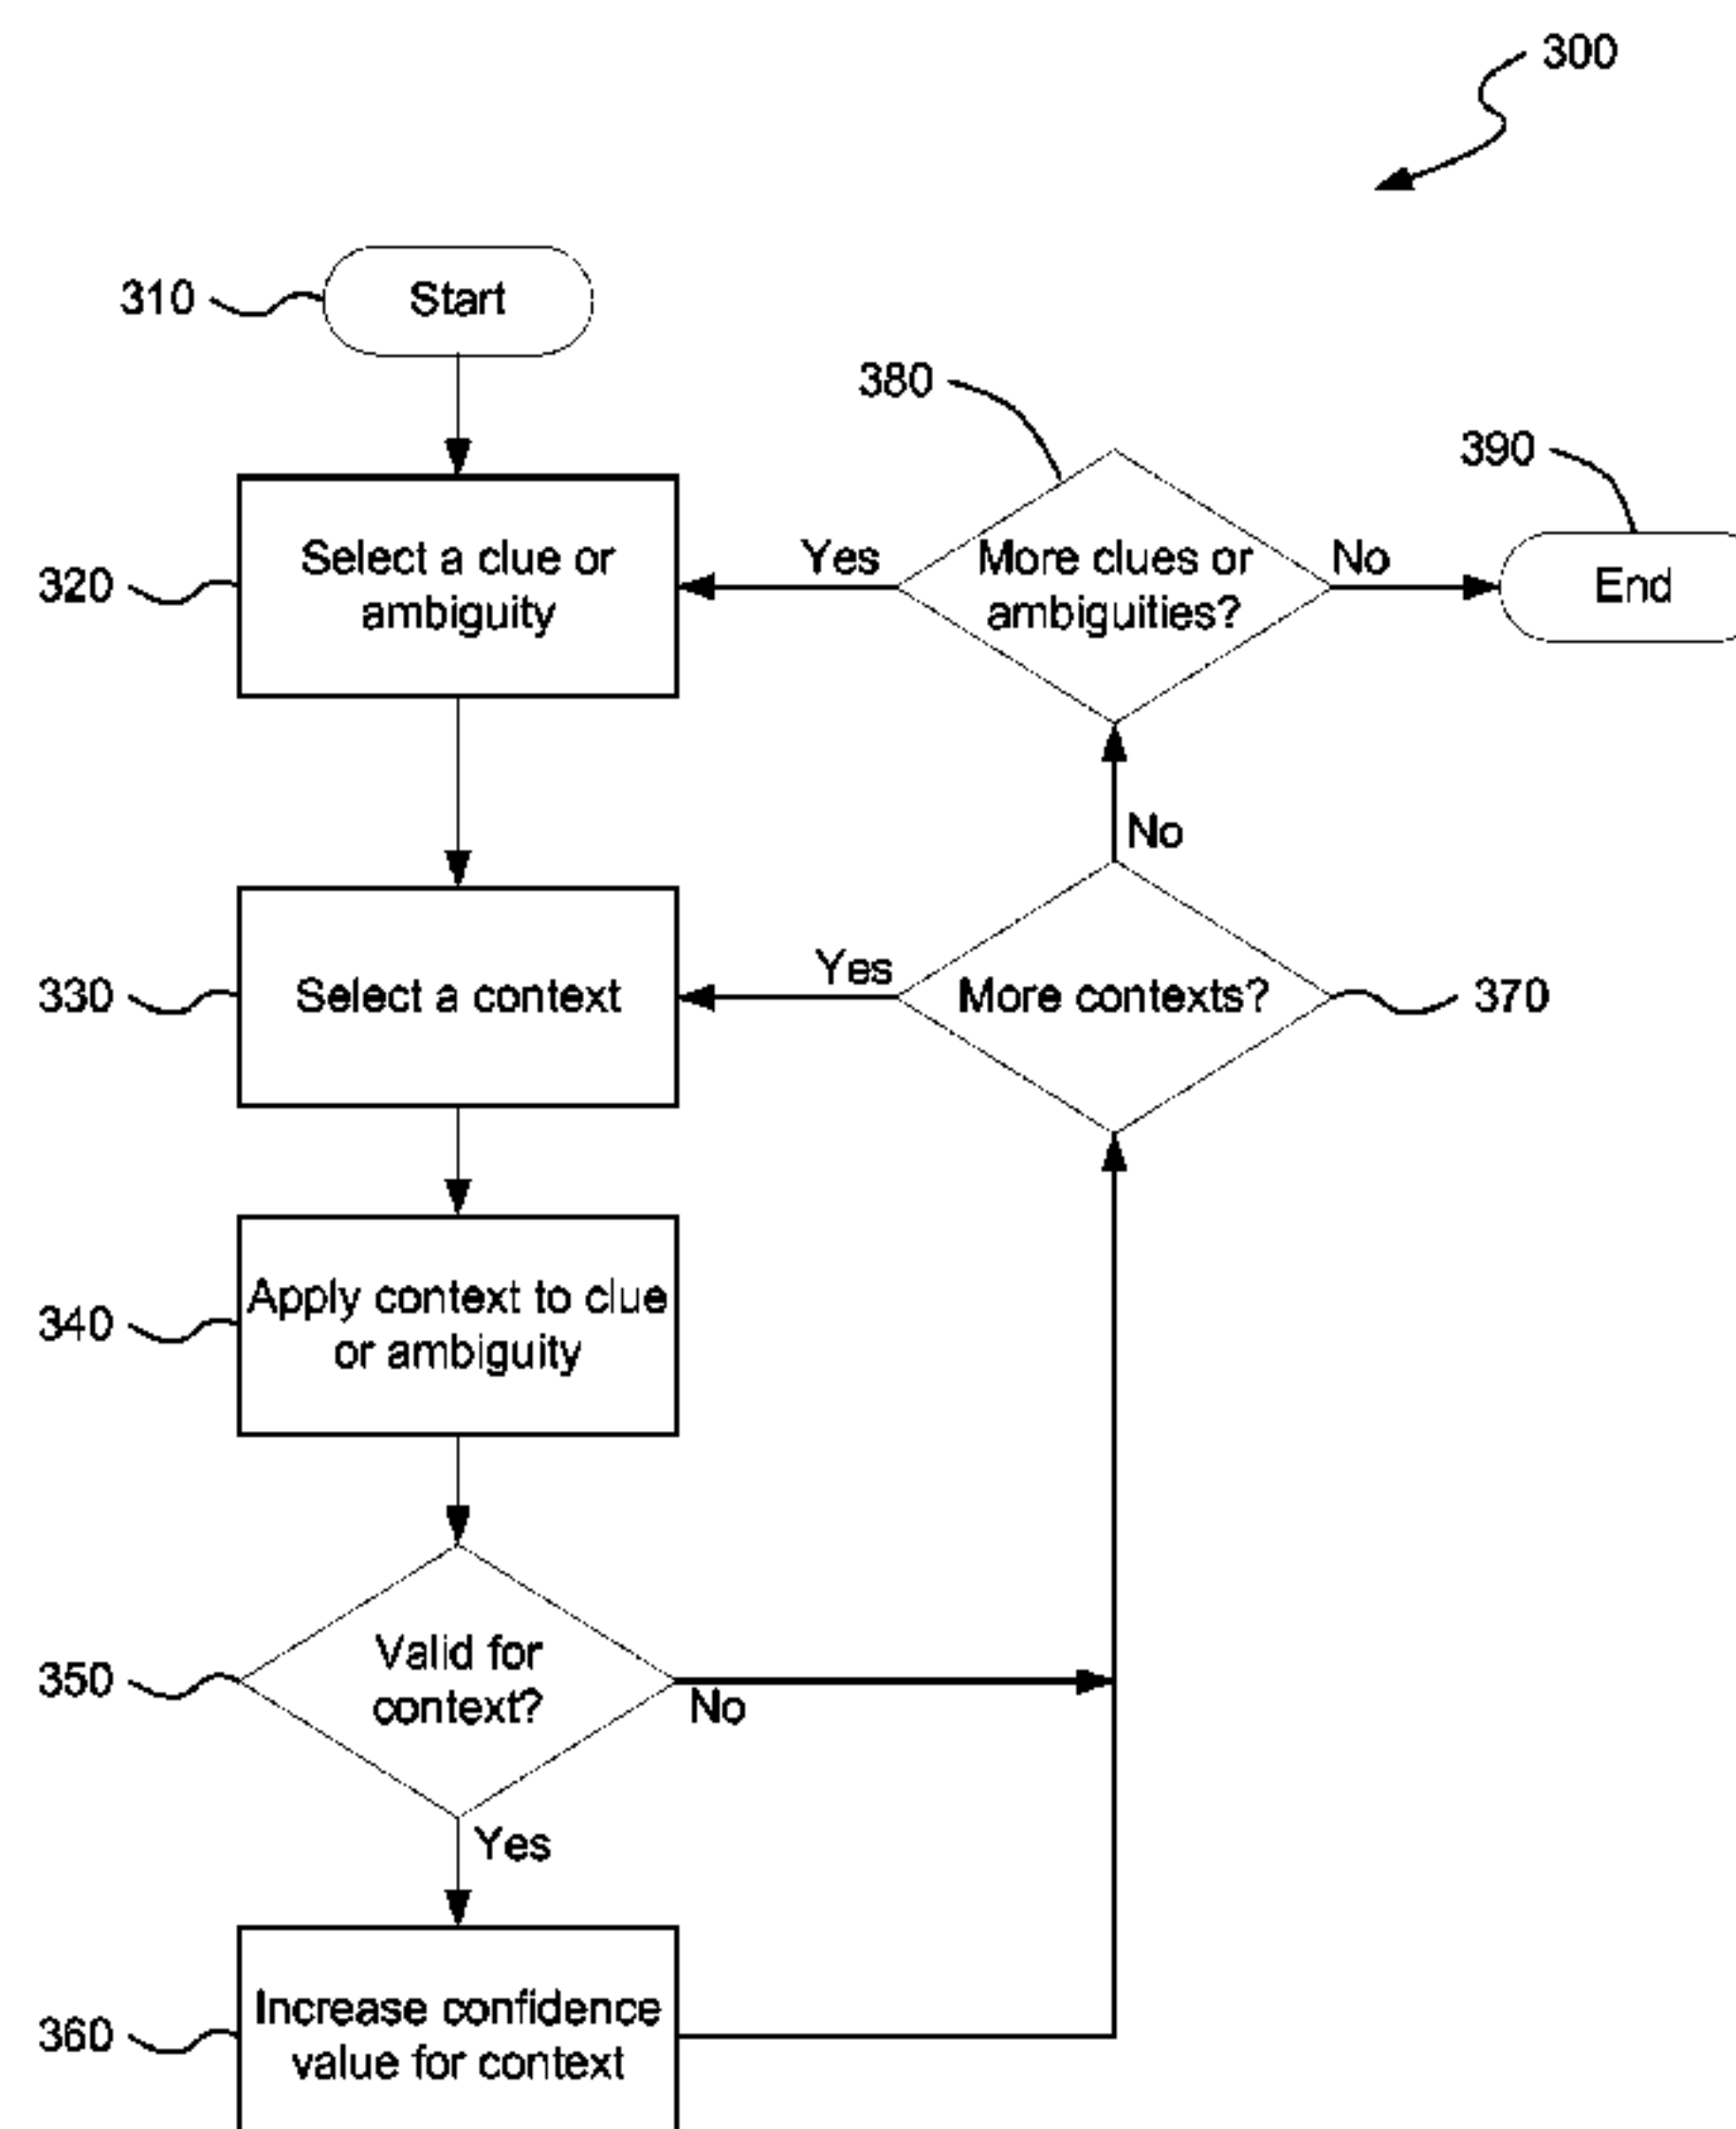 300
310
Start
380
390
320
Select a clue or
ambiguity
Yes
More clues or
ambiguities?
No
End
No
330
Select a context
Yes
More contexts?
370
340
Apply context to clue
or ambiguity
350
Valid for
context?
No
Yes
360
Increase confidence
value for context